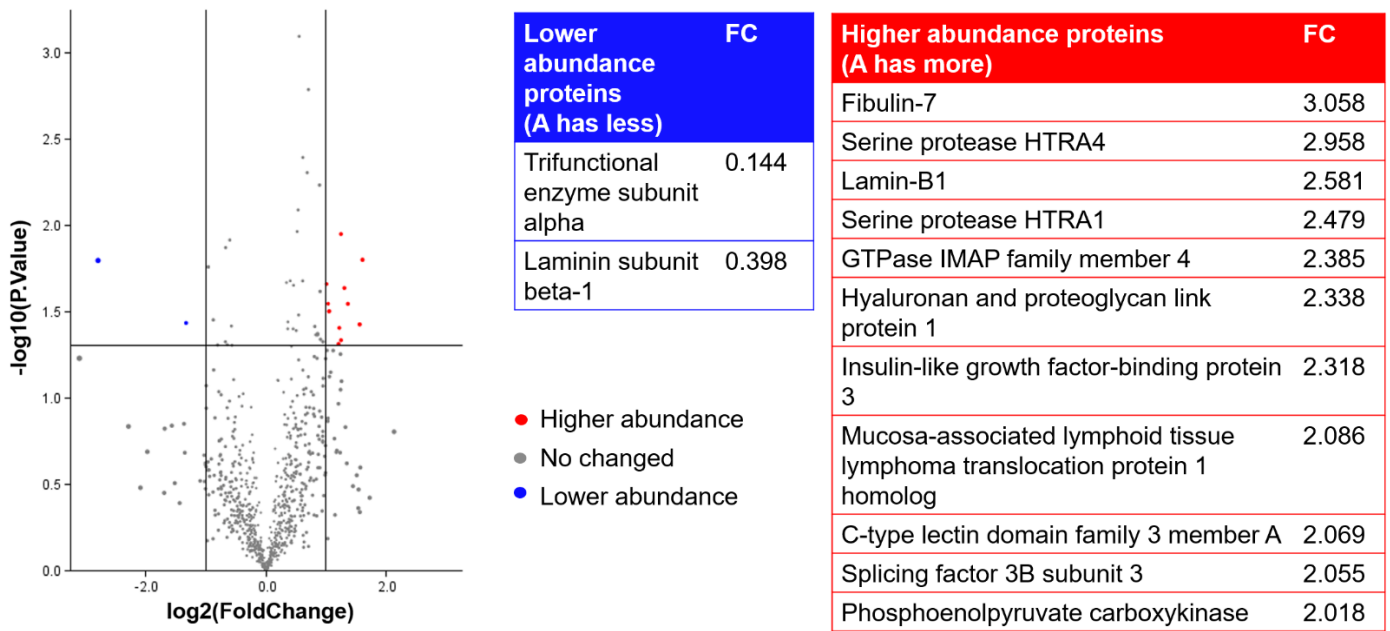 3.0
2.5
2.0
1.5
1.0
0.5
0.0
-log10(P.Value)
-2.0
0.0
2.0
log2(FoldChange)
Lower FC
abundance
proteins
(A has less)
Trifunctional 0.144
enzyme subunit
alpha
Laminin subunit 0.398
beta-1
Higher abundance
No changed
Lower abundance
Higher abundance proteins FC
(A has more)
Fibulin-7 3.058
Serine protease HTRA4 2.958
Lamin-B1 2.581
Serine protease HTRA1 2.479
GTPase IMAP family member 4 2.385
Hyaluronan and proteoglycan link 2.338
protein 1
Insulin-like growth factor-binding protein 2.318
3
Mucosa-associated lymphoid tissue 2.086
lymphoma translocation protein 1
homolog
C-type lectin domain family 3 member A 2.069
Splicing factor 3B subunit 3 2.055
Phosphoenolpyruvate carboxykinase 2.018